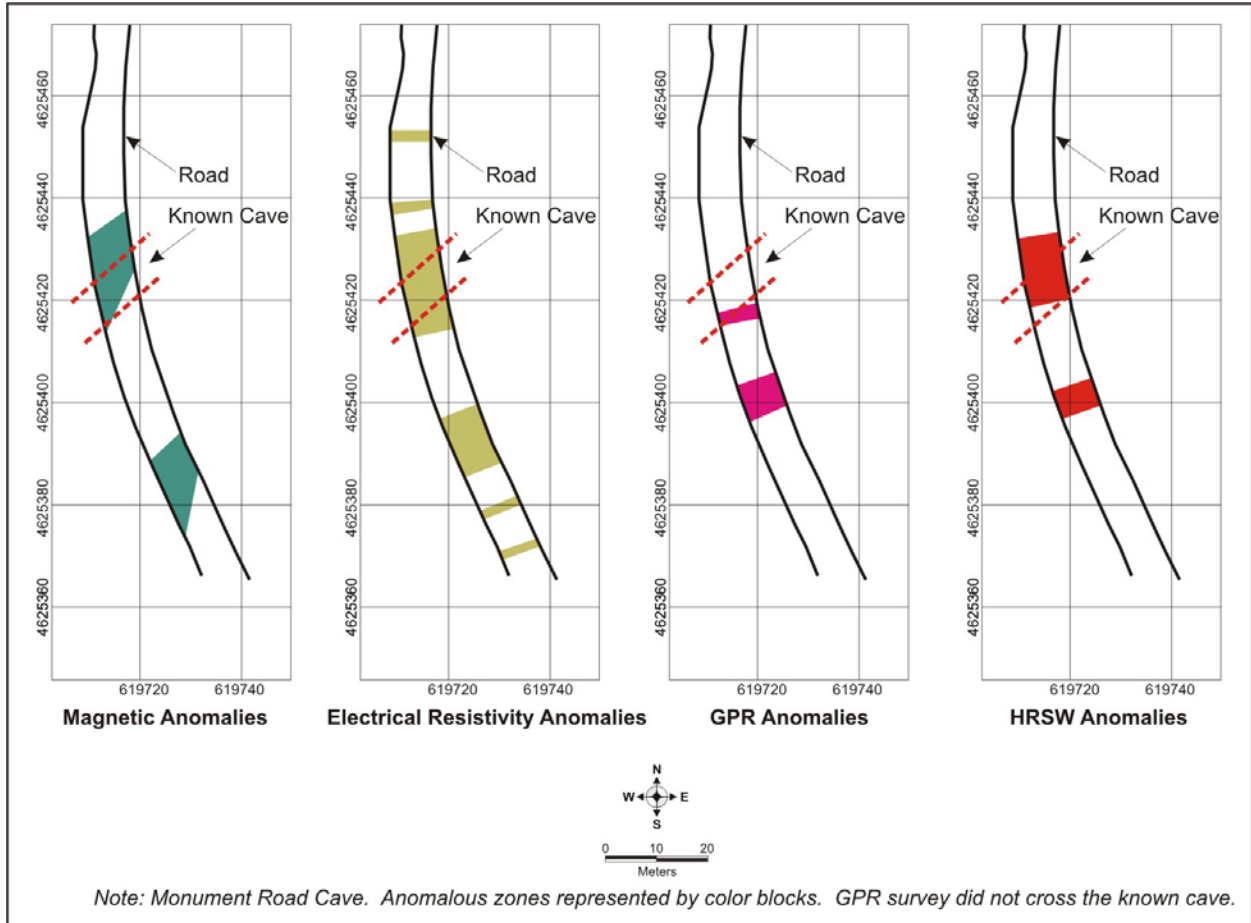 4625460
4625440
4625420
4625400
4625380
4625360
Road
Known Cave
619720
619740
Magnetic Anomalies
4625460
4625440
4625420
4625400
4625380
4625360
Road
Known Cave
619720
619740
Electrical Resistivity Anomalies
4625460
4625440
4625420
4625400
4625380
4625360
Road
Known Cave
619720
619740
GPR Anomalies
4625460
4625440
4625420
4625400
4625380
4625360
Road
Known Cave
619720
619740
HRSW Anomalies
N
W E
S
0 10 20
Meters
Note: Monument Road Cave. Anomalous zones represented by color blocks. GPR survey did not cross the known cave.